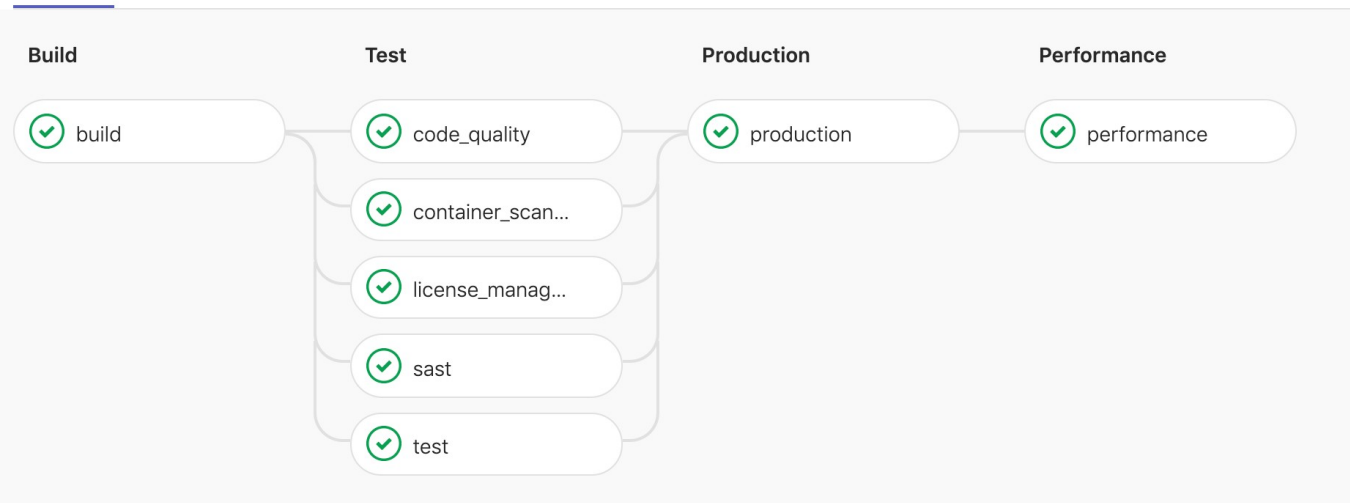 Build
build
Test
code_quality
container_scan...
license_manag...
sast
test
Production
production
Performance
performance